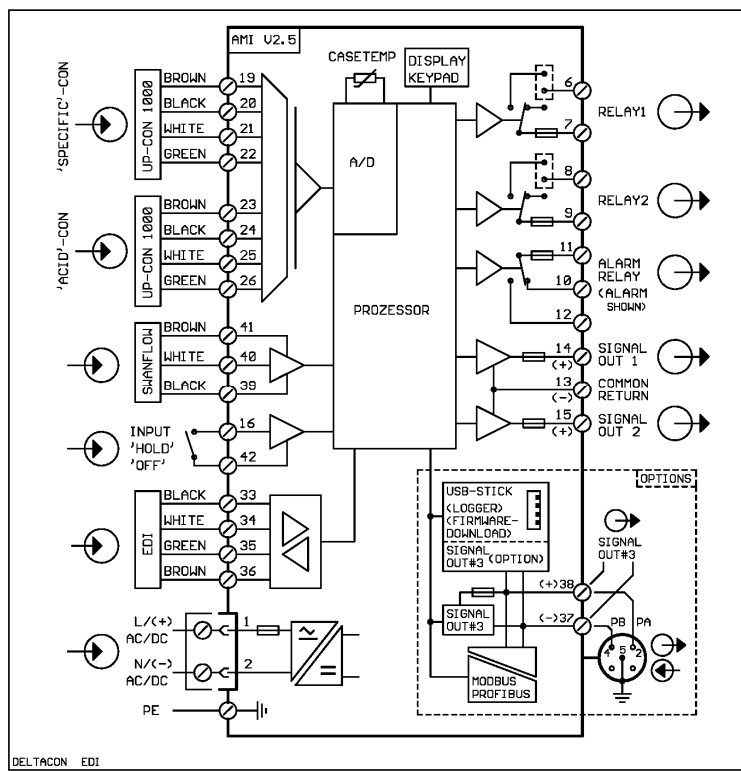 AMI V2.5
CASETEMP
DISPLAY
KEYPAD
'SPECIFIC'-CON
UP-CON 1000
BROWN 19
BLACK 20
WHITE 21
GREEN 22
A/D
6
7
RELAY1
'ACID'-CON
UP-CON 1000
BROWN 23
BLACK 24
WHITE 25
GREEN 26
8
9
RELAY2
PROZESSOR
11
10
12
ALARM
RELAY
(ALARM
SHOWN)
SWANFLOW
BROWN 41
WHITE 40
BLACK 39
14
(+)
SIGNAL
OUT 1
13
(-)
COMMON
RETURN
15
(+)
SIGNAL
OUT 2
INPUT
'HOLD'
'OFF'
16
42
EDI
BLACK 33
WHITE 34
GREEN 35
BROWN 36
OPTIONS
USB-STICK
(LOGGER)
(FIRMWARE-
DOWNLOAD)
SIGNAL
OUT#3 (OPTION)
SIGNAL
OUT#3
(+)38
(-)37
SIGNAL
OUT#3
PB PA
4 5 2
MODBUS
PROFIBUS
L/(+)
AC/DC
1
N/(-)
AC/DC
2
PE
DELTACON EDI